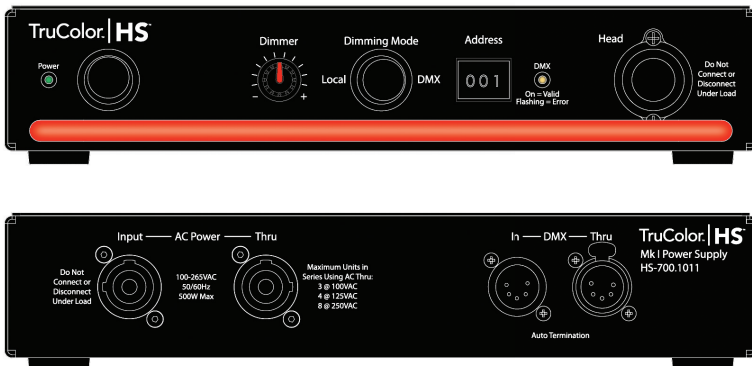 TruColor. HS™
Power
Dimmer
- +
Dimming Mode
Local DMX
Address
001
DMX
On = Valid
Flashing = Error
Head
Do Not
Connect or
Disconnect
Under Load
Input AC Power Thru
Do Not
Connect or
Disconnect
Under Load
100-265VAC
50/60Hz
500W Max
Maximum Units in
Series Using AC Thru:
3 @ 100VAC
4 @ 125VAC
8 @ 250VAC
In DMX Thru
Auto Termination
TruColor. HS™
Mk I Power Supply
HS-700.1011